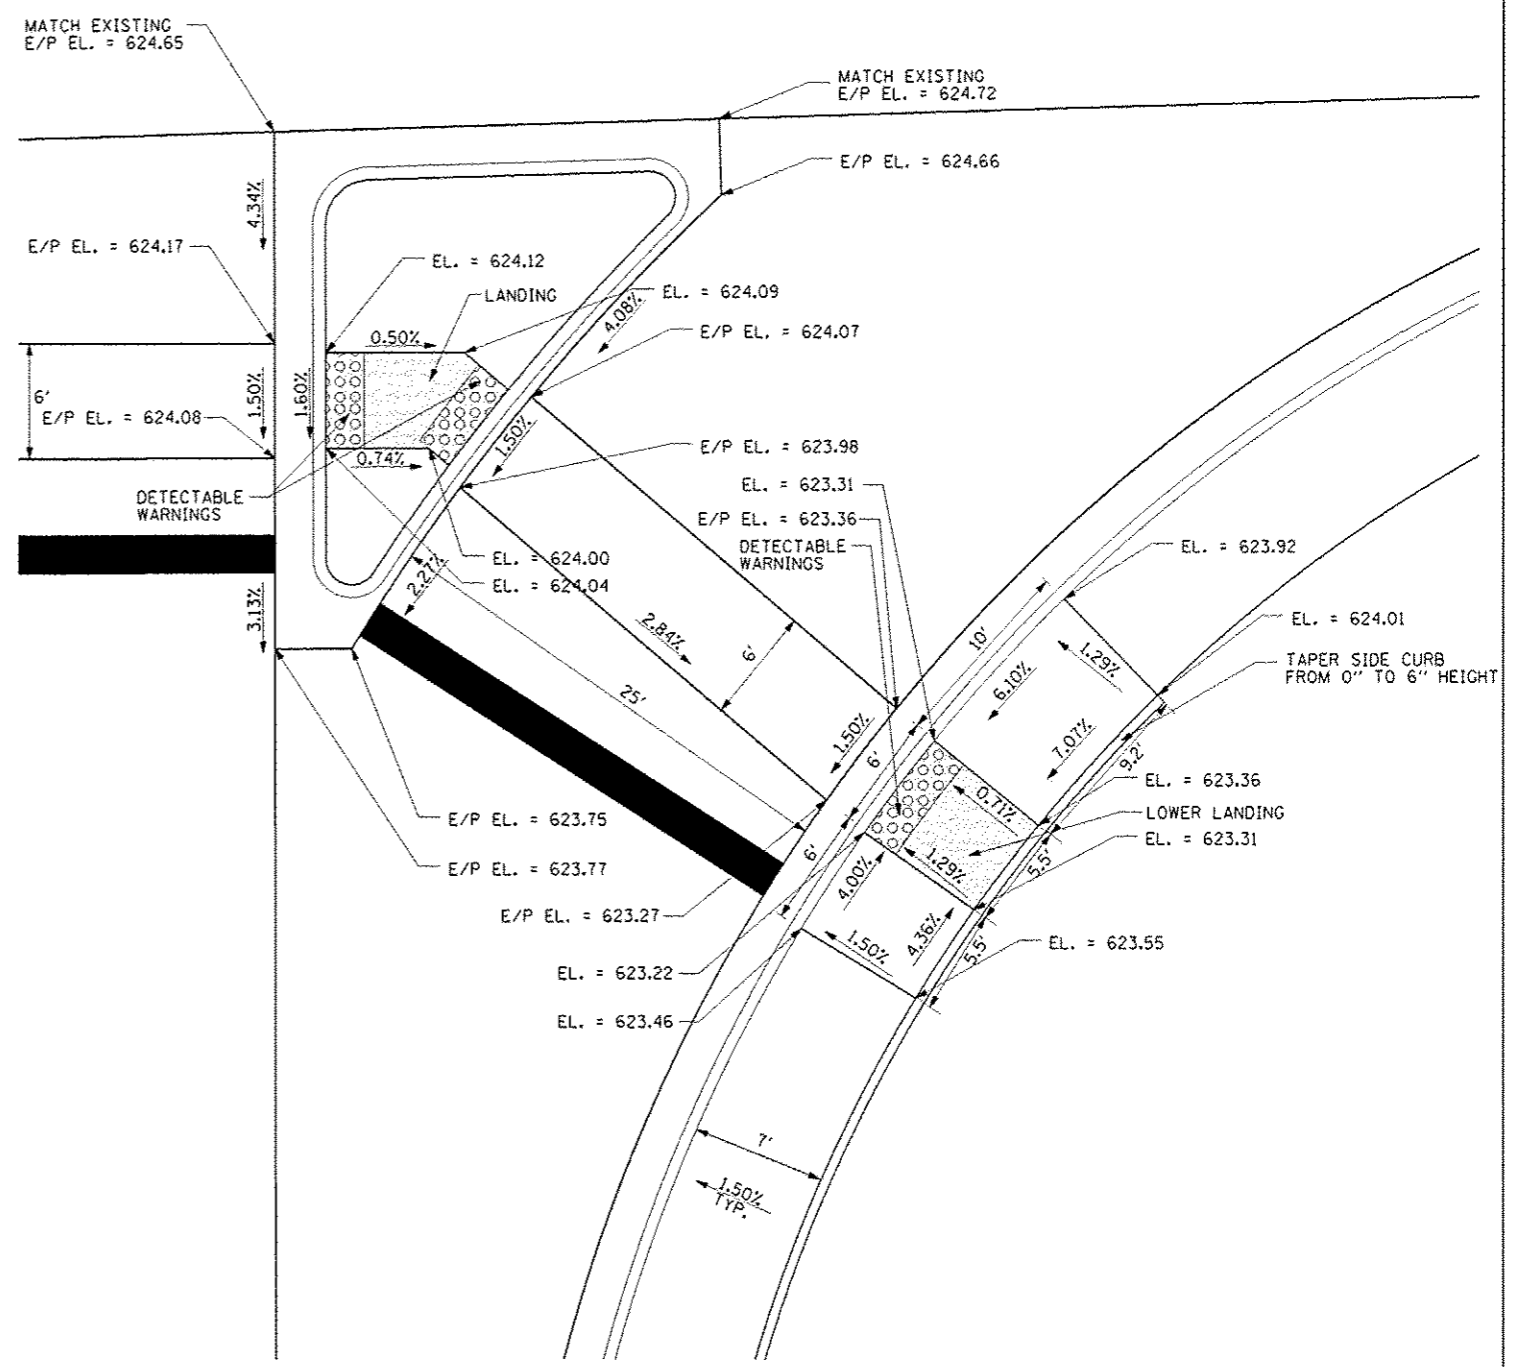 MATCH EXISTING
E/P EL. = 624.65
MATCH EXISTING
E/P EL. = 624.72
E/P EL. = 624.66
4.34%
E/P EL. = 624.17
EL. = 624.12
LANDING
EL. = 624.09
4.08%
E/P EL. = 624.07
0.50%
6'
1.50%
1.60%
E/P EL. = 624.08
1.50%
E/P EL. = 623.98
0.74%
EL. = 623.31
DETECTABLE
WARNINGS
E/P EL. = 623.36
DETECTABLE
WARNINGS
EL. = 623.92
EL. = 624.00
EL. = 624.04
2.27%
3.13%
2.84%
6'
10'
1.29%
EL. = 624.01
TAPER SIDE CURB
FROM 0" TO 6" HEIGHT
6.10%
25'
1.50%
6'
7.07%
9.2'
EL. = 623.36
0.71%
LOWER LANDING
E/P EL. = 623.75
EL. = 623.31
6'
1.29%
5.5'
E/P EL. = 623.77
4.00%
E/P EL. = 623.27
4.36%
1.50%
5.5'
EL. = 623.55
EL. = 623.22
EL. = 623.46
7'
1.50%
TYP.